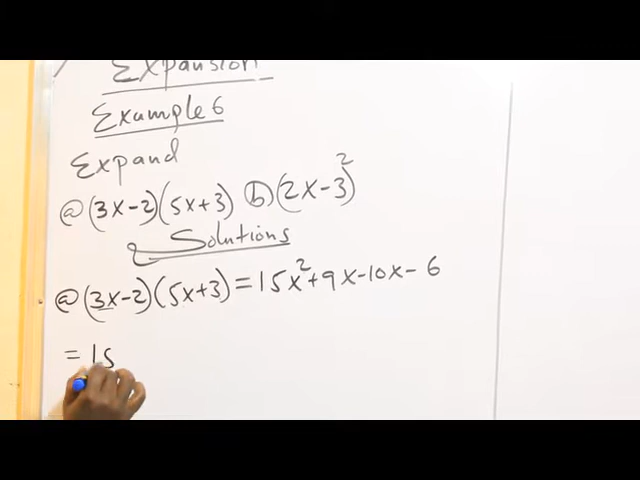 Expansion
Example 6
Expand
(a) (3x-2)(5x+3) (b) (2x-3)²
Solutions
(a) (3x-2)(5x+3) = 15x²+9x-10x-6
= 15